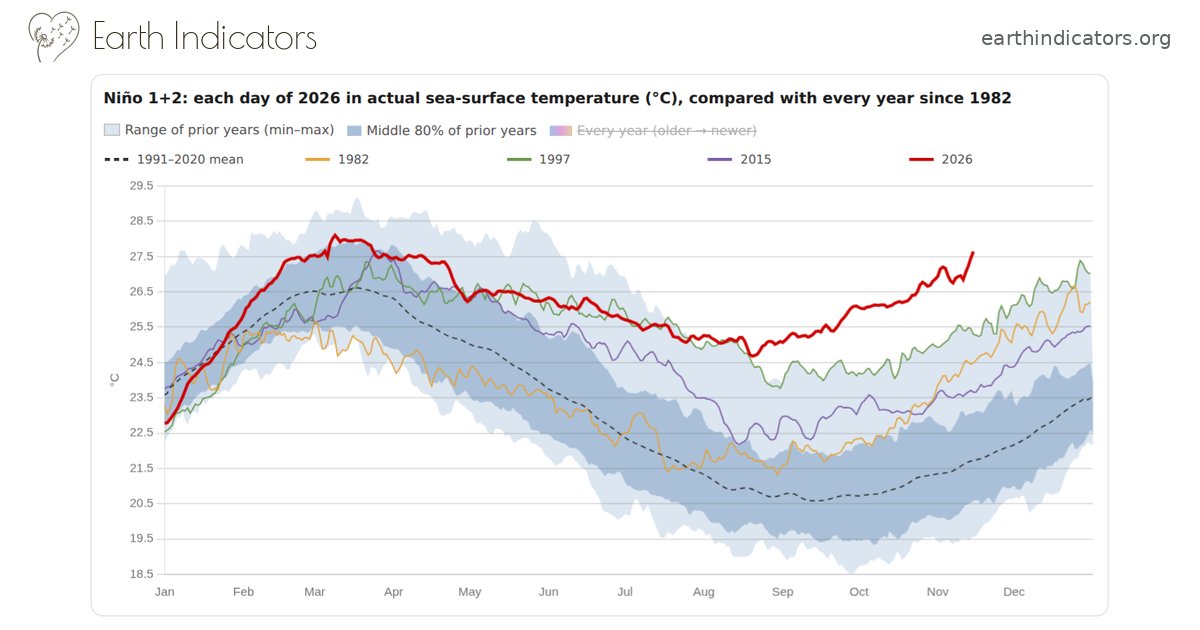 Earth Indicators
earthindicators.org
Niño 1+2: each day of 2026 in actual sea-surface temperature (°C), compared with every year since 1982
Range of prior years (min–max) Middle 80% of prior years Every year (older → newer)
1991–2020 mean 1982 1997 2015 2026
29.5
28.5
27.5
26.5
25.5
24.5
°C
23.5
22.5
21.5
20.5
19.5
18.5
Jan Feb Mar Apr May Jun Jul Aug Sep Oct Nov Dec